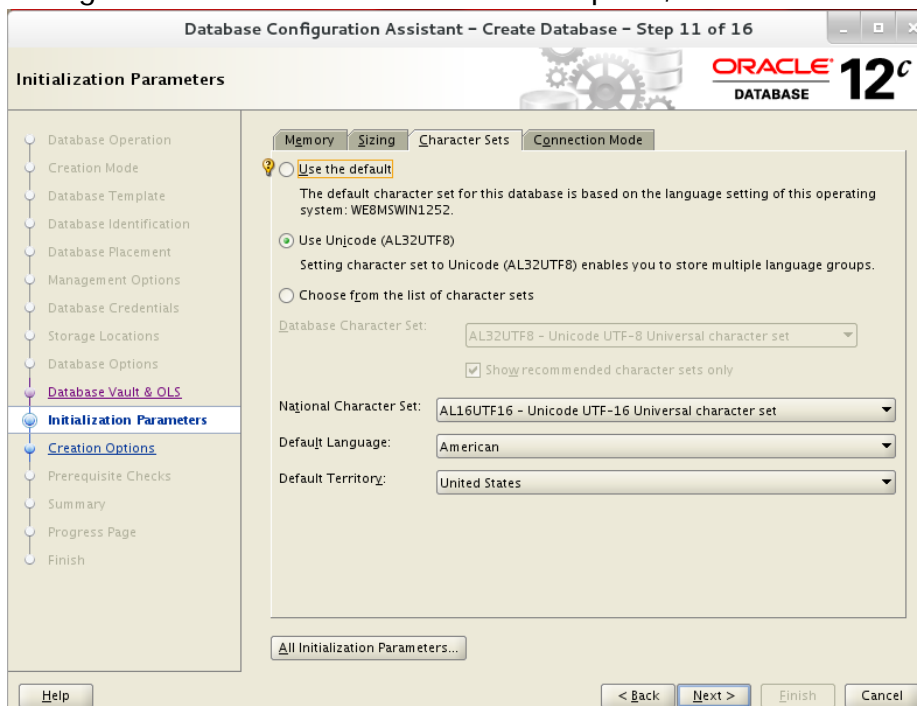 Database Configuration Assistant - Create Database - Step 11 of 16
Initialization Parameters
ORACLE
DATABASE
12c
Database Operation
Creation Mode
Database Template
Database Identification
Database Placement
Management Options
Database Credentials
Storage Locations
Database Options
Database Vault & OLS
Initialization Parameters
Creation Options
Prerequisite Checks
Summary
Progress Page
Finish
Memory Sizing Character Sets Connection Mode
Use the default
The default character set for this database is based on the language setting of this operating
system: WE8MSWIN1252.
Use Unicode (AL32UTF8)
Setting character set to Unicode (AL32UTF8) enables you to store multiple language groups.
Choose from the list of character sets
Database Character Set: AL32UTF8 - Unicode UTF-8 Universal character set
Show recommended character sets only
National Character Set: AL16UTF16 - Unicode UTF-16 Universal character set
Default Language: American
Default Territory: United States
All Initialization Parameters...
Help < Back Next > Finish Cancel